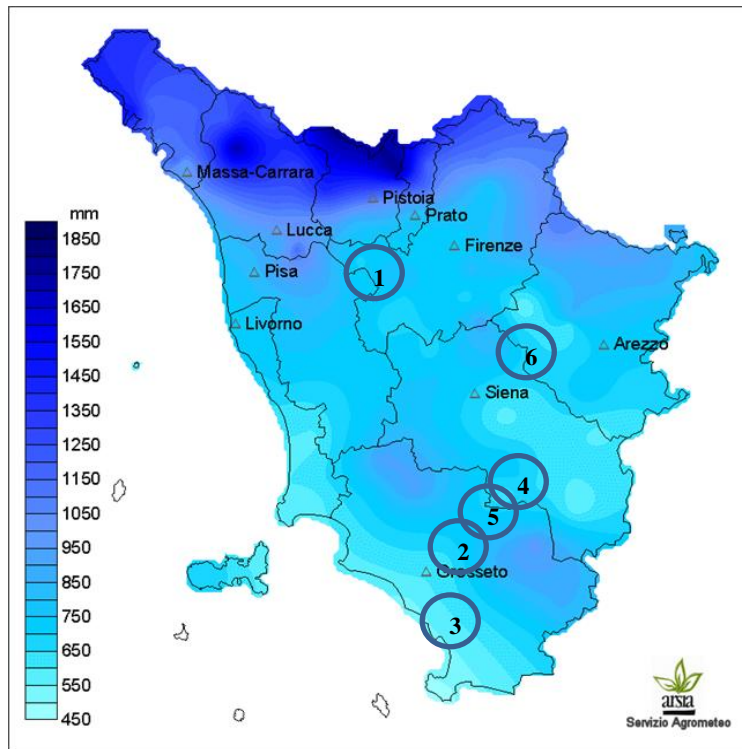 mm
1850
1750
1650
1550
1450
1350
1250
1150
1050
950
850
750
650
550
450
Massa-Carrara
Pistoia
Prato
Lucca
Firenze
Pisa
1
Livorno
Arezzo
6
Siena
4
5
2
Grosseto
3
arsia
Servizio Agrometeo